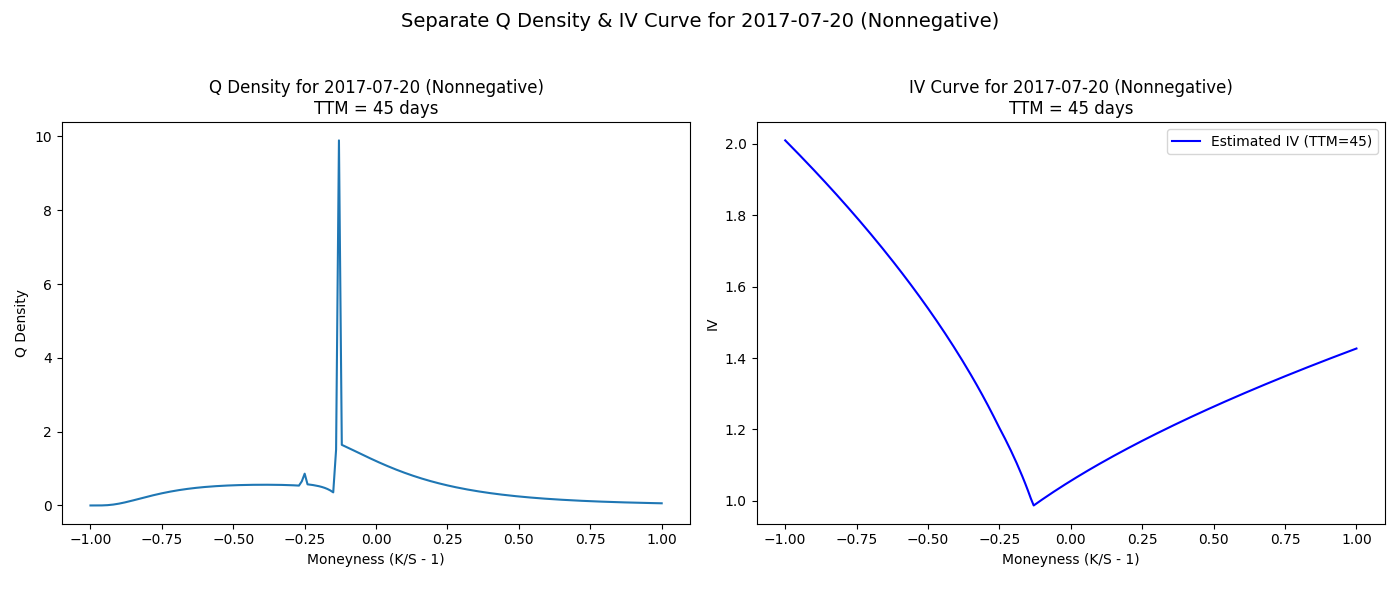 Separate Q Density & IV Curve for 2017-07-20 (Nonnegative)
Q Density for 2017-07-20 (Nonnegative)
TTM = 45 days
10
8
6
4
2
0
Q Density
−1.00 −0.75 −0.50 −0.25 0.00 0.25 0.50 0.75 1.00
Moneyness (K/S - 1)
IV Curve for 2017-07-20 (Nonnegative)
TTM = 45 days
Estimated IV (TTM=45)
2.0
1.8
1.6
1.4
1.2
1.0
IV
−1.00 −0.75 −0.50 −0.25 0.00 0.25 0.50 0.75 1.00
Moneyness (K/S - 1)